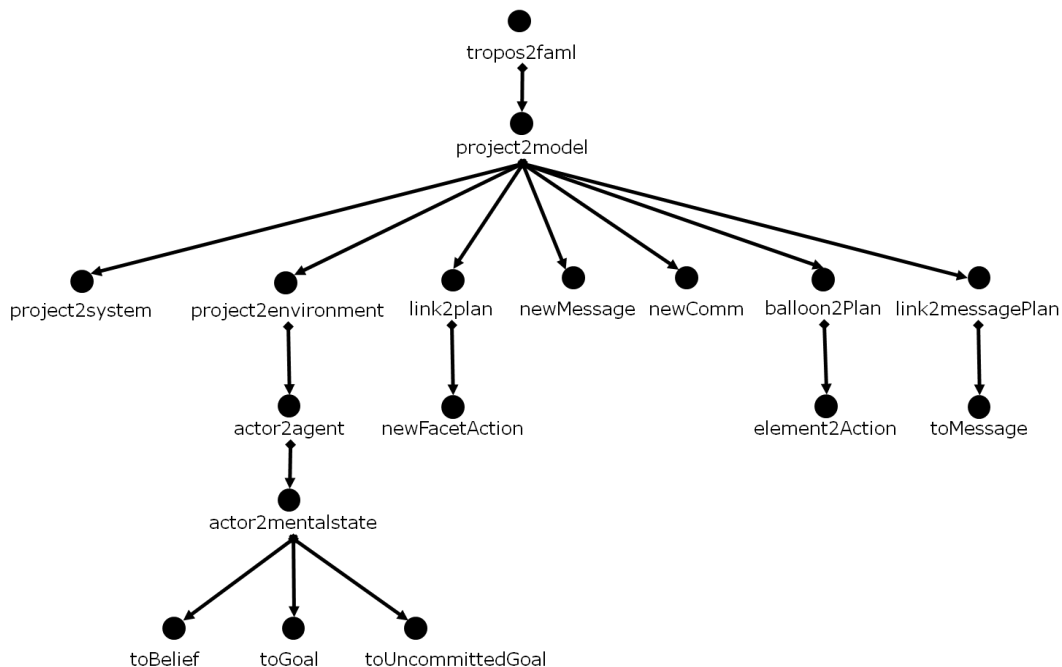 tropos2faml
project2model
project2system project2environment link2plan newMessage newComm balloon2Plan link2messagePlan
actor2agent newFacetAction element2Action toMessage
actor2mentalstate
toBelief toGoal toUncommittedGoal